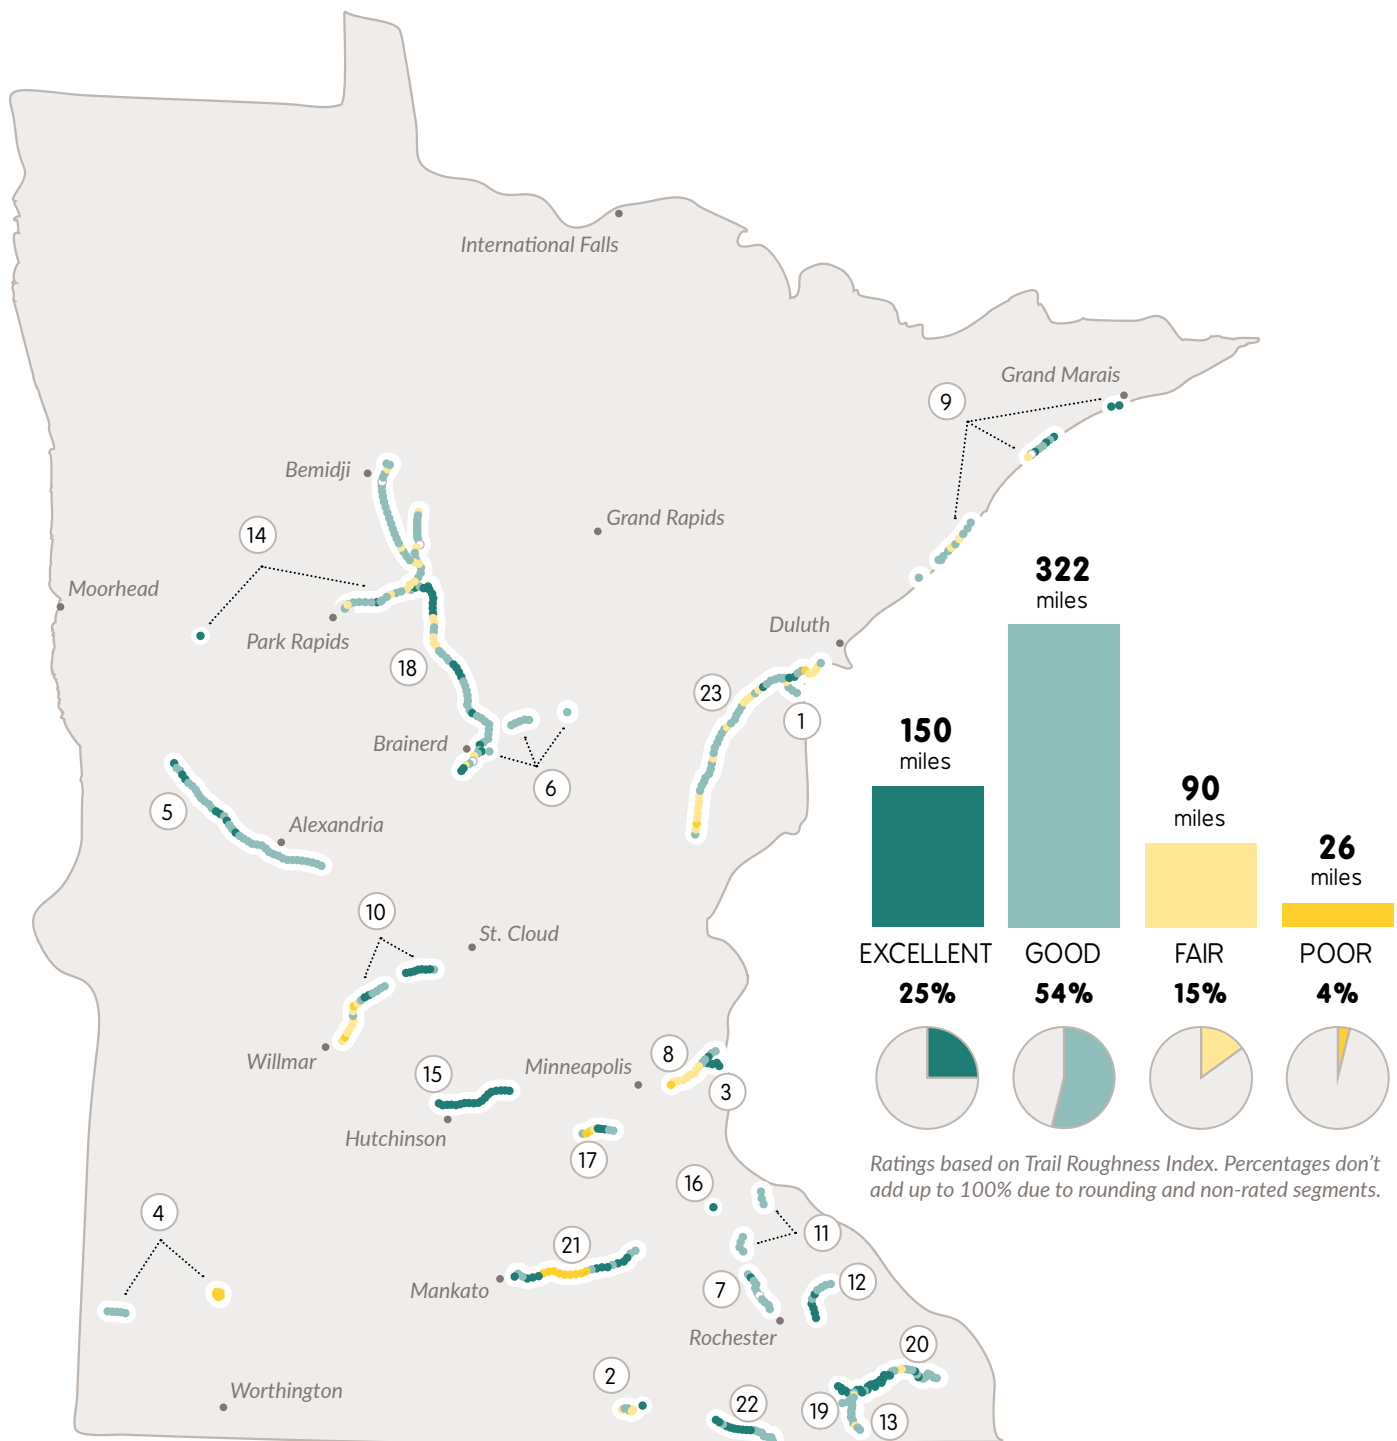 International Falls
Grand Marais
9
Bemidji
Grand Rapids
14
Moorhead
Park Rapids
Duluth
18
23
1
Brainerd
6
5
Alexandria
10
St. Cloud
Willmar
Minneapolis
8
3
15
Hutchinson
17
16
4
11
21
Mankato
7
12
Rochester
20
2
Worthington
22
19
13
322
miles
150
miles
90
miles
26
miles
EXCELLENT GOOD FAIR POOR
25% 54% 15% 4%
Ratings based on Trail Roughness Index. Percentages don’t
add up to 100% due to rounding and non-rated segments.